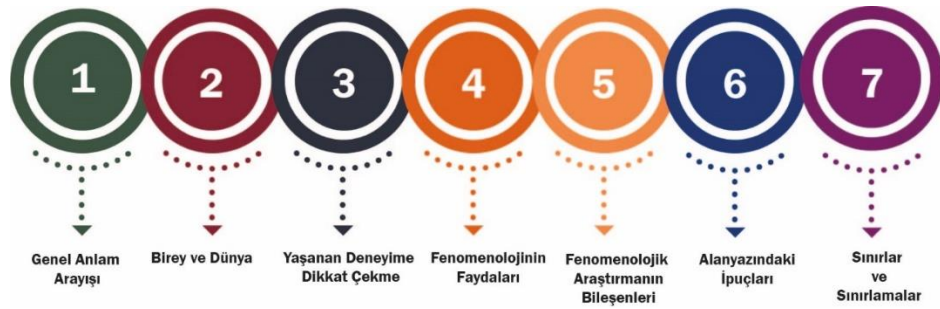 1
2
3
4
5
6
7
Genel Anlam
Arayışı
Birey ve Dünya
Yaşanan Deneyime
Dikkat Çekme
Fenomenolojinin
Faydaları
Fenomenolojik
Araştırmanın
Bileşenleri
Alanyazındaki
İpuçları
Sınırlar
ve
Sınırlamalar